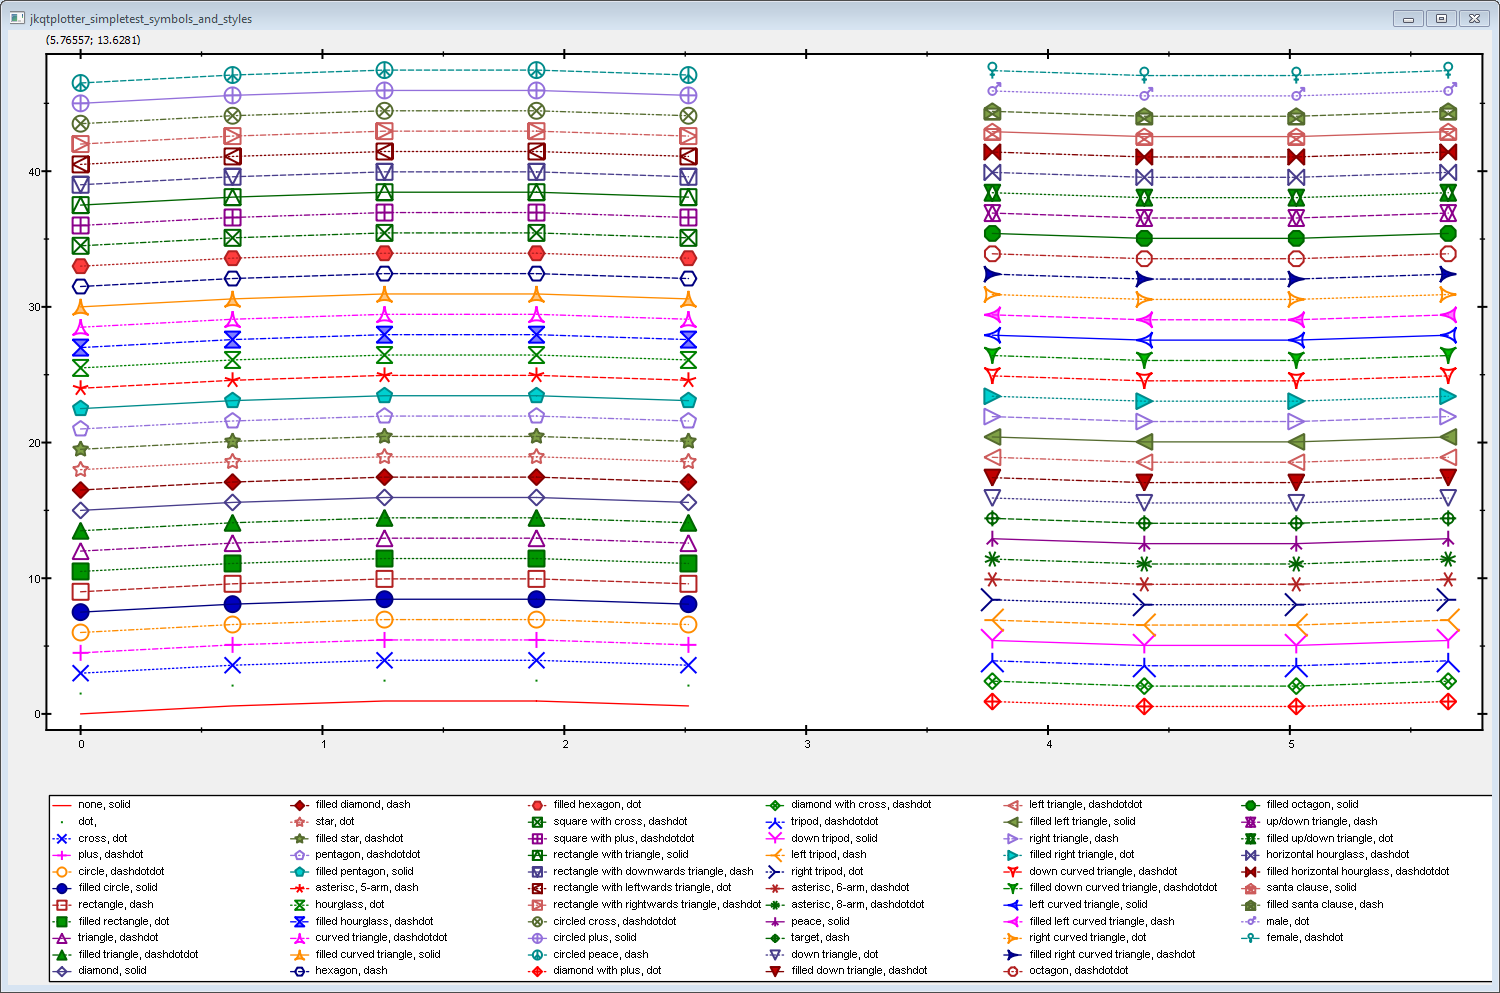 jkqtplotter_simpletest_symbols_and_styles
(5.76557; 13.6281)
40
30
20
10
0
0 1 2 3 4 5
none, solid filled diamond, dash filled hexagon, dot diamond with cross, dashdot left triangle, dashdotdot filled octagon, solid
dot, star, dot square with cross, dashdot tripod, dashdotdot filled left triangle, solid up/down triangle, dash
cross, dot filled star, dashdot square with plus, dashdotdot down tripod, solid right triangle, dash filled up/down triangle, dot
plus, dashdot pentagon, dashdotdot rectangle with triangle, solid left tripod, dash filled right triangle, dot horizontal hourglass, dashdot
circle, dashdotdot filled pentagon, solid rectangle with downwards triangle, dash right tripod, dot down curved triangle, dashdot filled horizontal hourglass, dashdotdot
filled circle, solid asterisc, 5-arm, dash rectangle with leftwards triangle, dot asterisc, 6-arm, dashdot filled down curved triangle, dashdotdot santa clause, solid
rectangle, dash hourglass, dot rectangle with rightwards triangle, dashdot asterisc, 8-arm, dashdotdot left curved triangle, solid filled santa clause, dash
filled rectangle, dot filled hourglass, dashdot circled cross, dashdotdot peace, solid filled left curved triangle, dash male, dot
triangle, dashdot curved triangle, dashdotdot circled plus, solid target, dash right curved triangle, dot female, dashdot
filled triangle, dashdotdot filled curved triangle, solid circled peace, dash down triangle, dot filled right curved triangle, dashdot
diamond, solid hexagon, dash diamond with plus, dot filled down triangle, dashdot octagon, dashdotdot